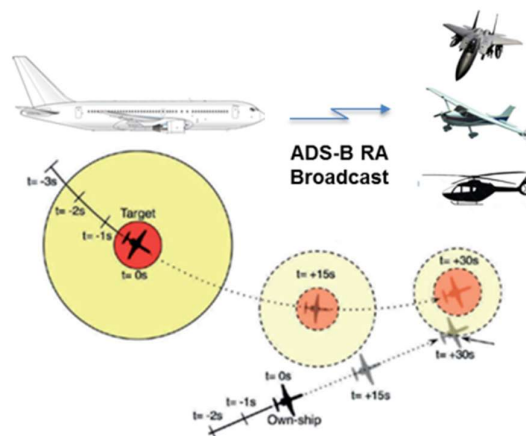 ADS-B RA
Broadcast
t= -3s
t= -2s
t= -1s
Target
t= 0s
t= +15s
t= +30s
t= 0s
t= -1s
t= -2s
Own-ship
t= +15s
t= +30s